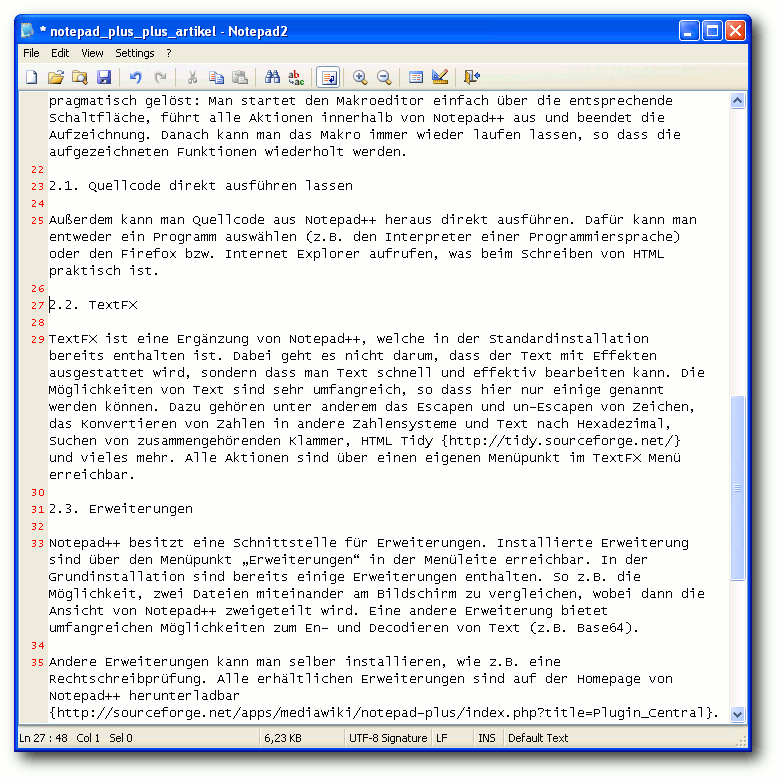 * notepad_plus_plus_artikel - Notepad2
File Edit View Settings ?
pragmatisch gelöst: Man startet den Makroeditor einfach über die entsprechende
Schaltfläche, führt alle Aktionen innerhalb von Notepad++ aus und beendet die
Aufzeichnung. Danach kann man das Makro immer wieder laufen lassen, so dass die
aufgezeichneten Funktionen wiederholt werden.
22
23 2.1. Quellcode direkt ausführen lassen
24
25 Außerdem kann man Quellcode aus Notepad++ heraus direkt ausführen. Dafür kann man
entweder ein Programm auswählen (z.B. den Interpreter einer Programmiersprache)
oder den Firefox bzw. Internet Explorer aufrufen, was beim Schreiben von HTML
praktisch ist.
26
27 2.2. TextFX
28
29 TextFX ist eine Ergänzung von Notepad++, welche in der Standardinstallation
bereits enthalten ist. Dabei geht es nicht darum, dass der Text mit Effekten
ausgestattet wird, sondern dass man Text schnell und effektiv bearbeiten kann. Die
Möglichkeiten von Text sind sehr umfangreich, so dass hier nur einige genannt
werden können. Dazu gehören unter anderem das Escapen und un-Escapen von Zeichen,
das Konvertieren von Zahlen in andere Zahlensysteme und Text nach Hexadezimal,
Suchen von zusammengehörenden Klammer, HTML Tidy {http://tidy.sourceforge.net/}
und vieles mehr. Alle Aktionen sind über einen eigenen Menüpunkt im TextFX Menü
erreichbar.
30
31 2.3. Erweiterungen
32
33 Notepad++ besitzt eine Schnittstelle für Erweiterungen. Installierte Erweiterung
sind über den Menüpunkt „Erweiterungen“ in der Menüleite erreichbar. In der
Grundinstallation sind bereits einige Erweiterungen enthalten. So z.B. die
Möglichkeit, zwei Dateien miteinander am Bildschirm zu vergleichen, wobei dann die
Ansicht von Notepad++ zweigeteilt wird. Eine andere Erweiterung bietet
umfangreichen Möglichkeiten zum En- und Decodieren von Text (z.B. Base64).
34
35 Andere Erweiterungen kann man selber installieren, wie z.B. eine
Rechtschreibprüfung. Alle erhältlichen Erweiterungen sind auf der Homepage von
Notepad++ herunterladbar
{http://sourceforge.net/apps/mediawiki/notepad-plus/index.php?title=Plugin_Central}.
Ln 27 : 48 Col 1 Sel 0 6,23 KB UTF-8 Signature LF INS Default Text